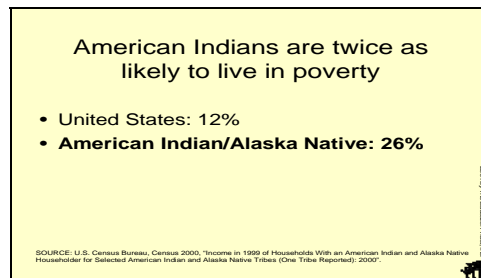 American Indians are twice as
likely to live in poverty
• United States: 12%
• American Indian/Alaska Native: 26%
SOURCE: U.S. Census Bureau, Census 2000, "Income in 1999 of Households With an American Indian and Alaska Native
Householder for Selected American Indian and Alaska Native Tribes (One Tribe Reported): 2000".